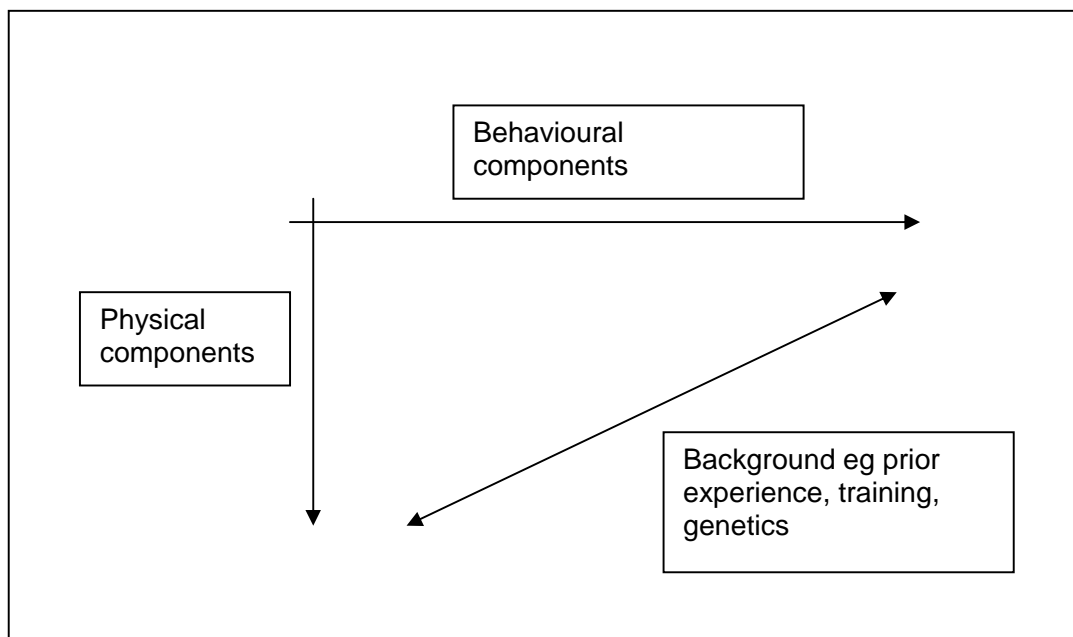 Behavioural
components
Physical
components
Background eg prior
experience, training,
genetics